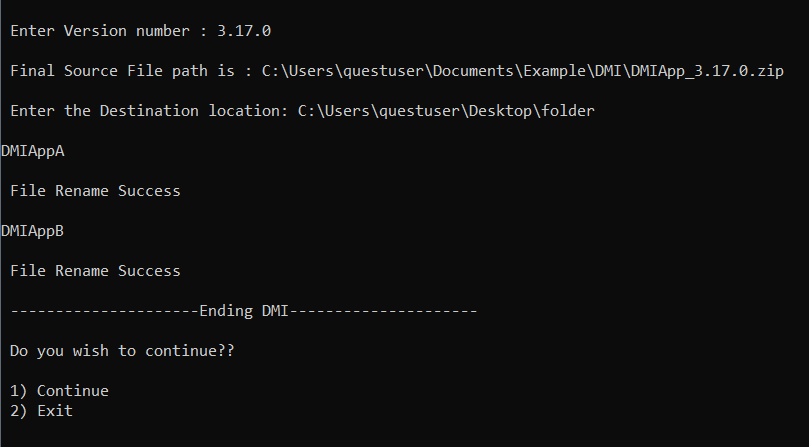 Enter Version number : 3.17.0
Final Source File path is : C:\Users\questuser\Documents\Example\DMI\DMIApp_3.17.0.zip
Enter the Destination location: C:\Users\questuser\Desktop\folder
DMIAppA
File Rename Success
DMIAppB
File Rename Success
---------------------Ending DMI---------------------
Do you wish to continue??
1) Continue
2) Exit